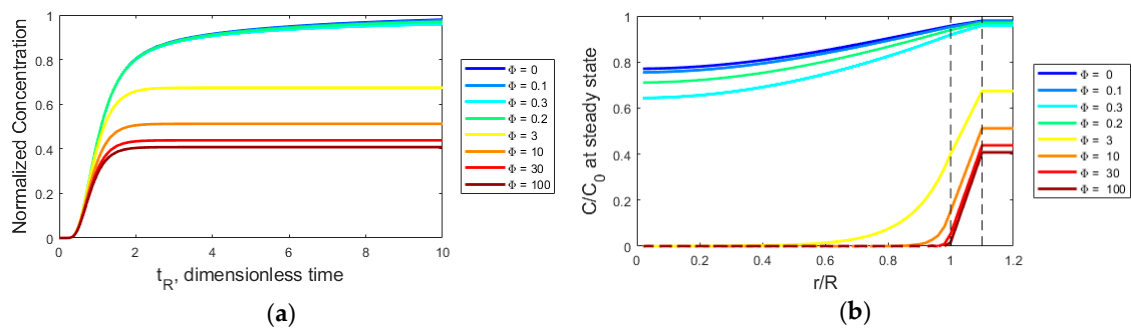 (a)
Normalized Concentration
1
0.8
0.6
0.4
0.2
0
0 2 4 6 8 10
t_R, dimensionless time
Φ = 0
Φ = 0.1
Φ = 0.3
Φ = 0.2
Φ = 3
Φ = 10
Φ = 30
Φ = 100
(b)
C/C_0 at steady state
1
0.8
0.6
0.4
0.2
0
0 0.2 0.4 0.6 0.8 1 1.2
r/R
Φ = 0
Φ = 0.1
Φ = 0.3
Φ = 0.2
Φ = 3
Φ = 10
Φ = 30
Φ = 100